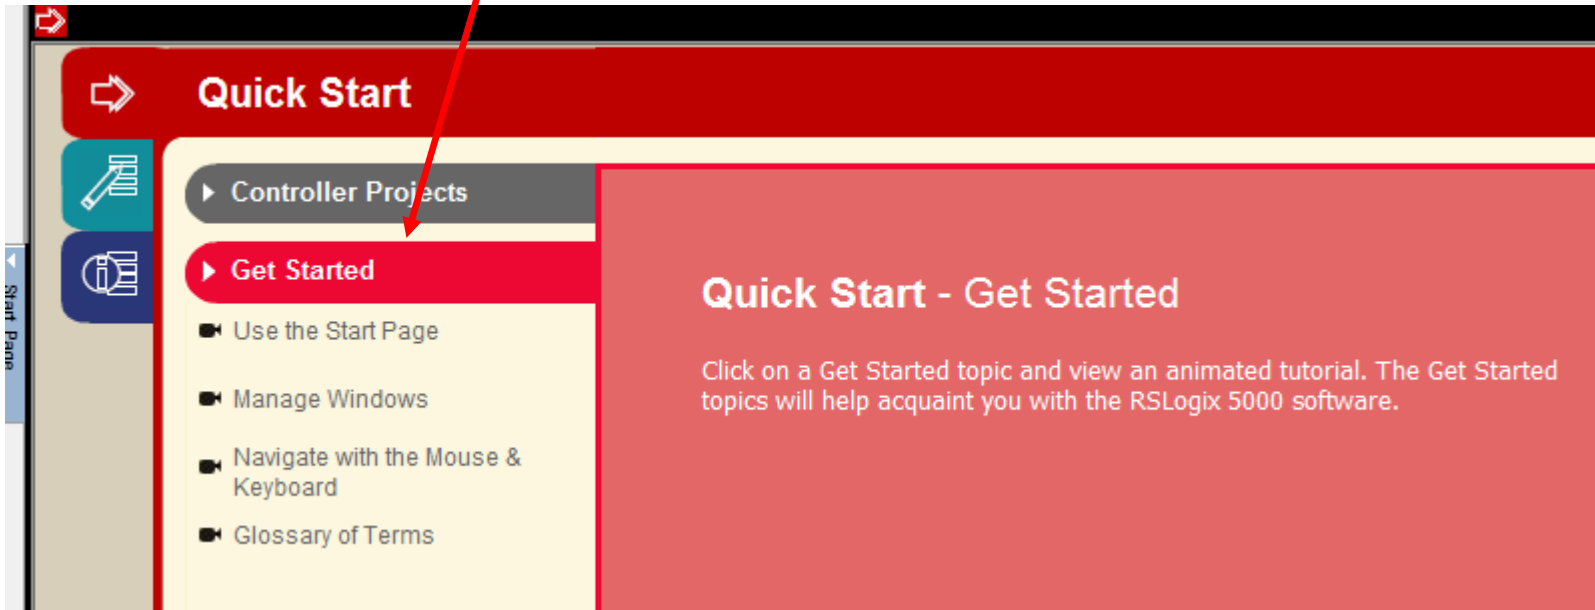 Quick Start
Controller Projects
Get Started
Use the Start Page
Manage Windows
Navigate with the Mouse &
Keyboard
Glossary of Terms
Start Page
Quick Start - Get Started
Click on a Get Started topic and view an animated tutorial. The Get Started
topics will help acquaint you with the RSLogix 5000 software.